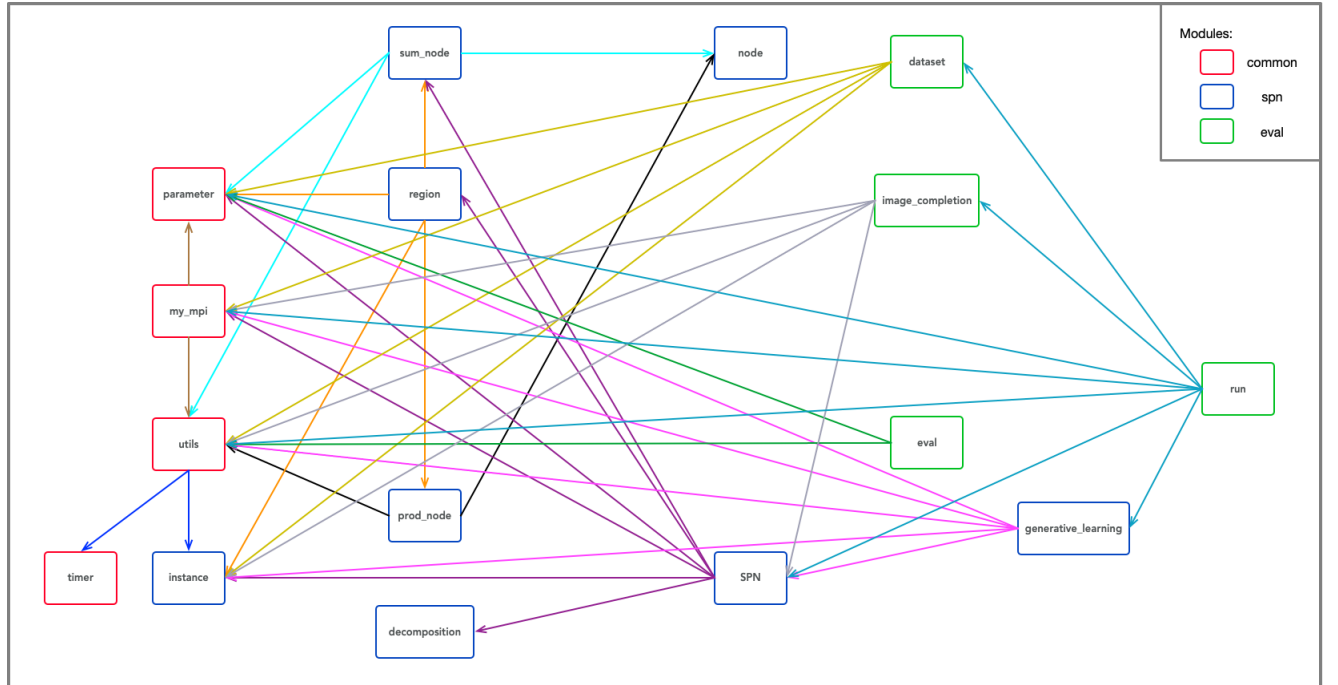 sum_node
node
dataset
Modules:
common
spn
eval
parameter
region
image_completion
my_mpi
run
utils
eval
prod_node
generative_learning
timer
instance
SPN
decomposition